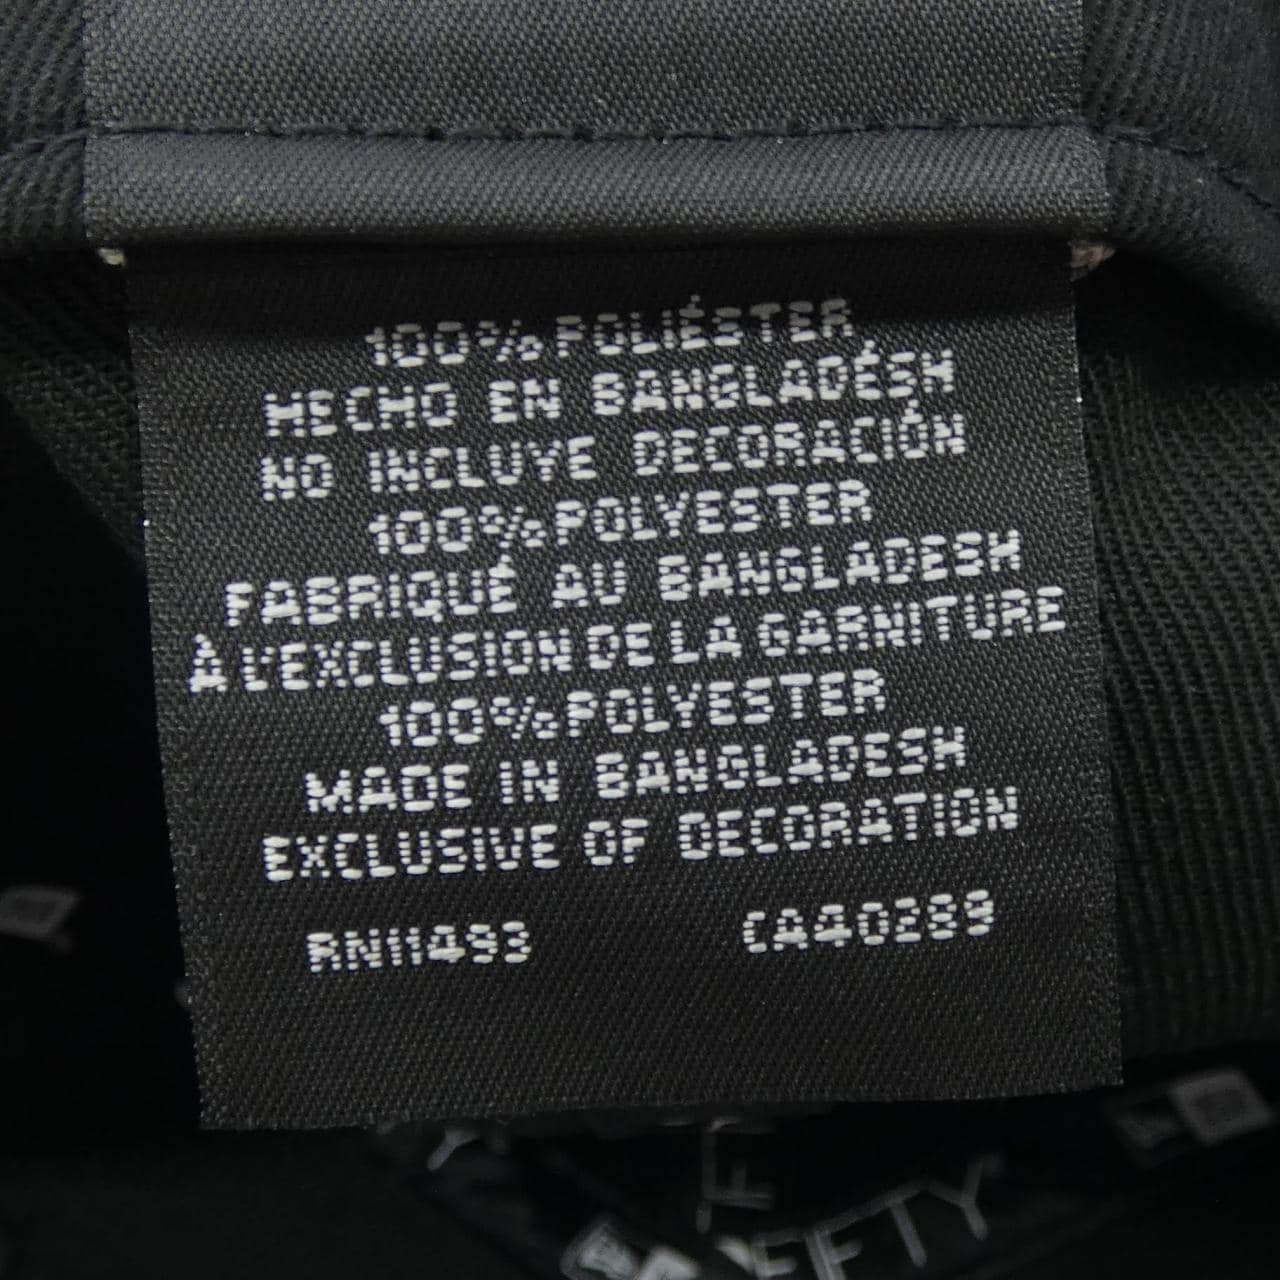 100% POLIÉSTER
HECHO EN BANGLADÉSH
NO INCLUYE DECORACIÓN
100% POLYESTER
FABRIQUÉ AU BANGLADESH
À L'EXCLUSION DE LA GARNITURE
100% POLYESTER
MADE IN BANGLADESH
EXCLUSIVE OF DECORATION
RN11493 CA40289